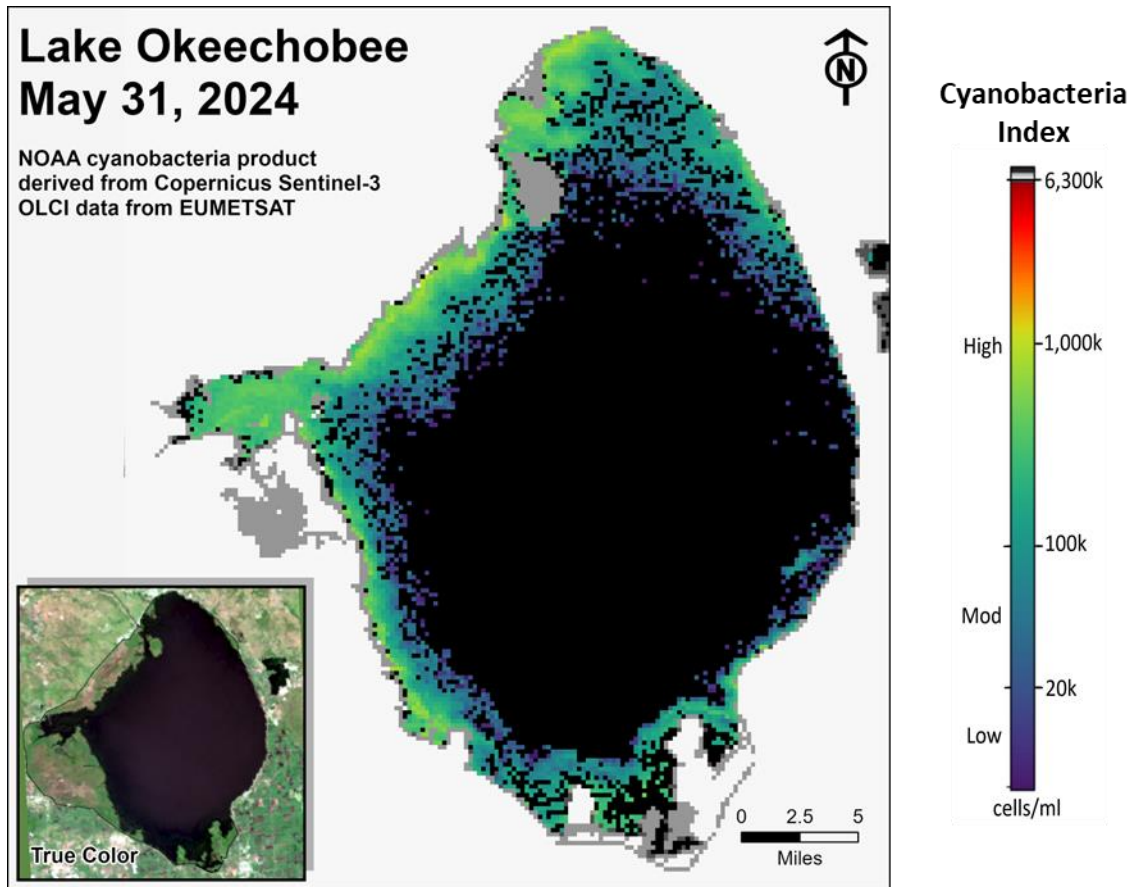 Lake Okeechobee
May 31, 2024
NOAA cyanobacteria product
derived from Copernicus Sentinel-3
OLCI data from EUMETSAT
N
Cyanobacteria
Index
6,300k
High
1,000k
100k
Mod
20k
Low
cells/ml
True Color
0 2.5 5
Miles